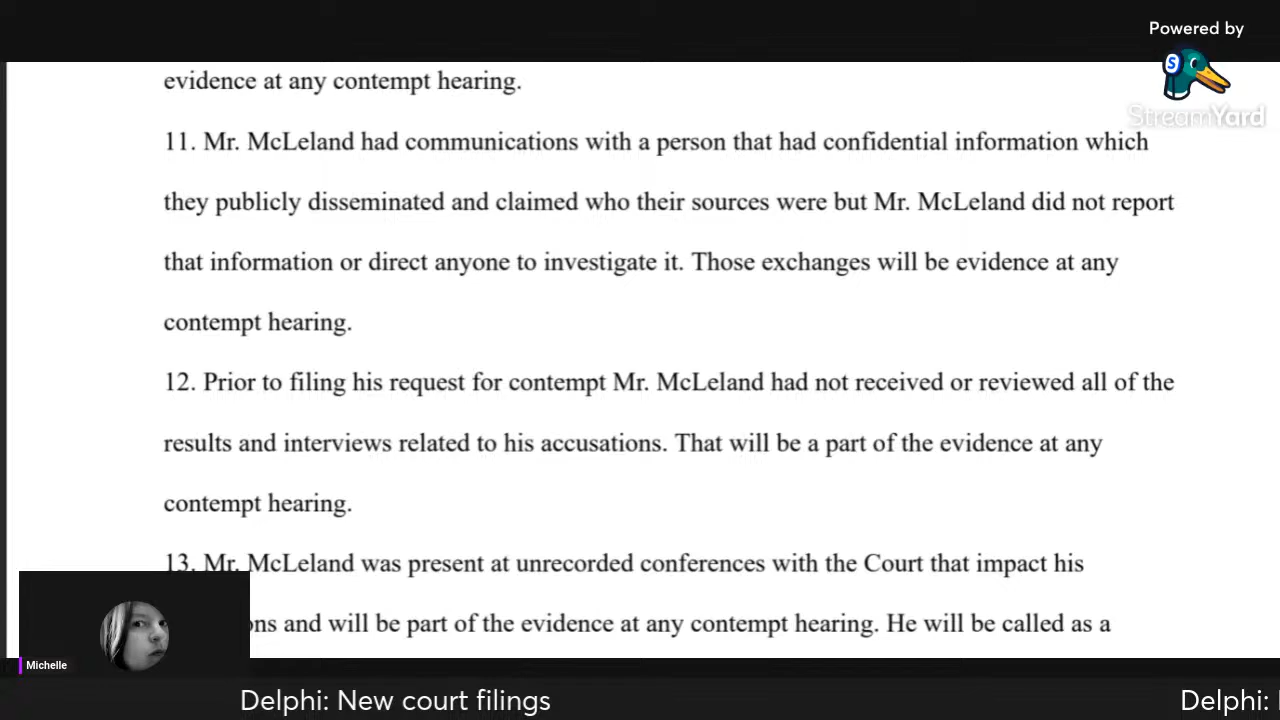 Powered by
StreamYard
evidence at any contempt hearing.
11. Mr. McLeland had communications with a person that had confidential information which
they publicly disseminated and claimed who their sources were but Mr. McLeland did not report
that information or direct anyone to investigate it. Those exchanges will be evidence at any
contempt hearing.
12. Prior to filing his request for contempt Mr. McLeland had not received or reviewed all of the
results and interviews related to his accusations. That will be a part of the evidence at any
contempt hearing.
13. Mr. McLeland was present at unrecorded conferences with the Court that impact his
ons and will be part of the evidence at any contempt hearing. He will be called as a
Michelle
Delphi: New court filings
Delphi: